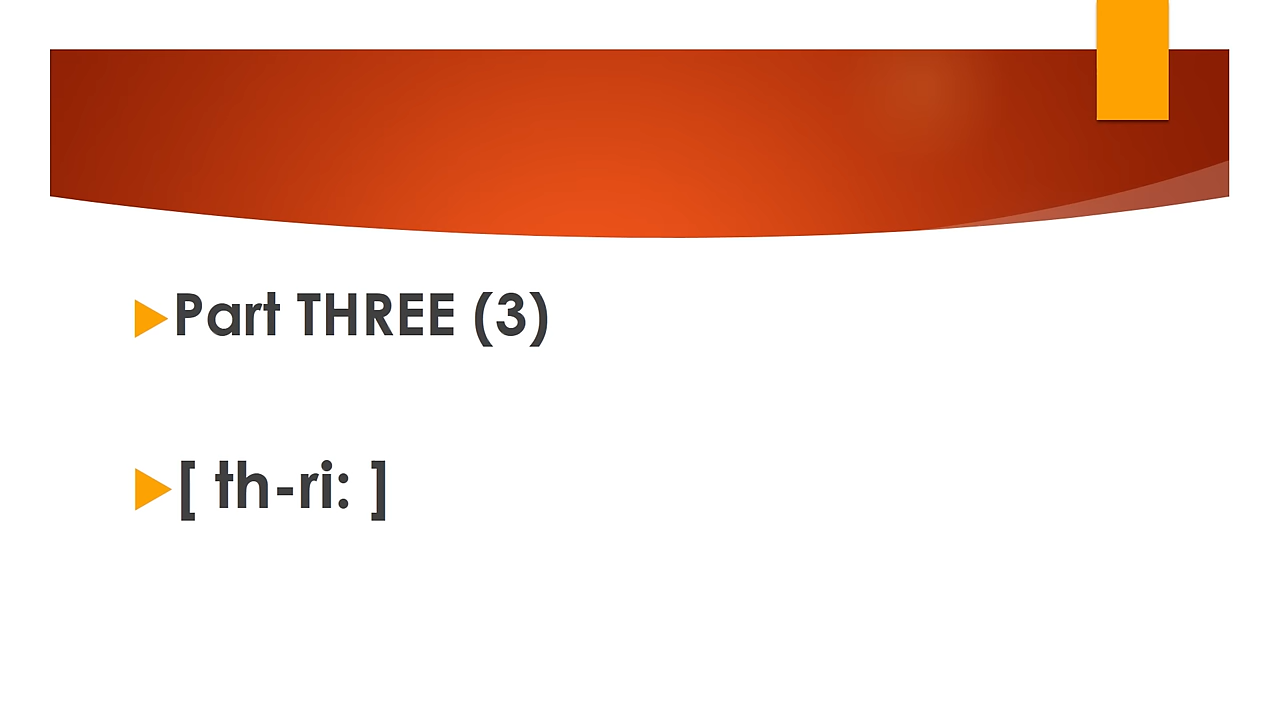 Part THREE (3)
[ th-ri: ]